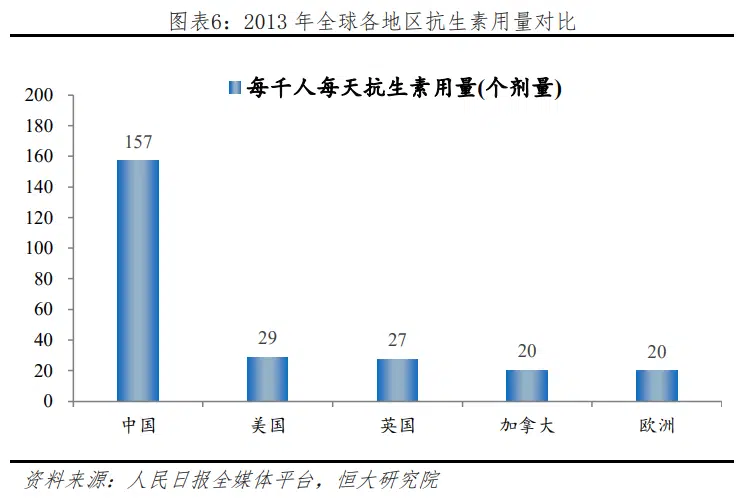 图表6：2013 年全球各地区抗生素用量对比
每千人每天抗生素用量(个剂量)
200
180
160
140
120
100
80
60
40
20
0
157
29
27
20
20
中国
美国
英国
加拿大
欧洲
资料来源：人民日报全媒体平台，恒大研究院